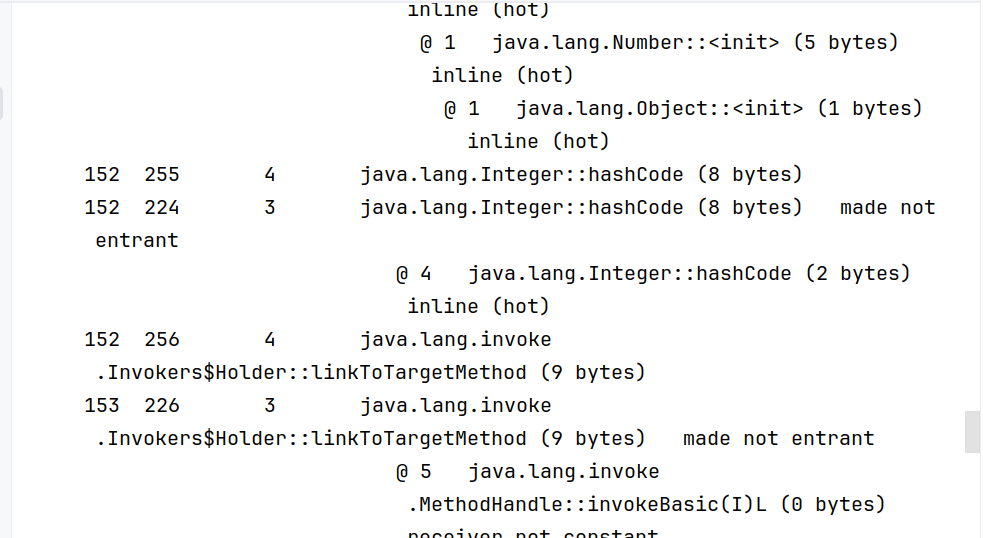 inline (hot)
@ 1   java.lang.Number::<init> (5 bytes)
inline (hot)
@ 1   java.lang.Object::<init> (1 bytes)
inline (hot)
152  255       4       java.lang.Integer::hashCode (8 bytes)
152  224       3       java.lang.Integer::hashCode (8 bytes)   made not
entrant
@ 4   java.lang.Integer::hashCode (2 bytes)
inline (hot)
152  256       4       java.lang.invoke
.Invokers$Holder::linkToTargetMethod (9 bytes)
153  226       3       java.lang.invoke
.Invokers$Holder::linkToTargetMethod (9 bytes)   made not entrant
@ 5   java.lang.invoke
.MethodHandle::invokeBasic(I)L (0 bytes)
receiver not constant